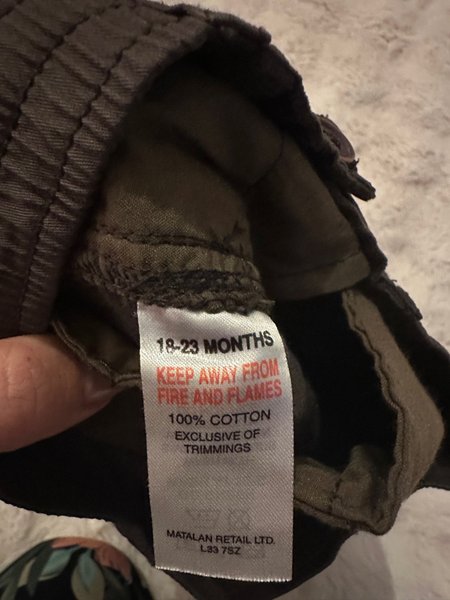 18-23 MONTHS
KEEP AWAY FROM
FIRE AND FLAMES
100% COTTON
EXCLUSIVE OF
TRIMMINGS
MATALAN RETAIL LTD.
L33 7SZ